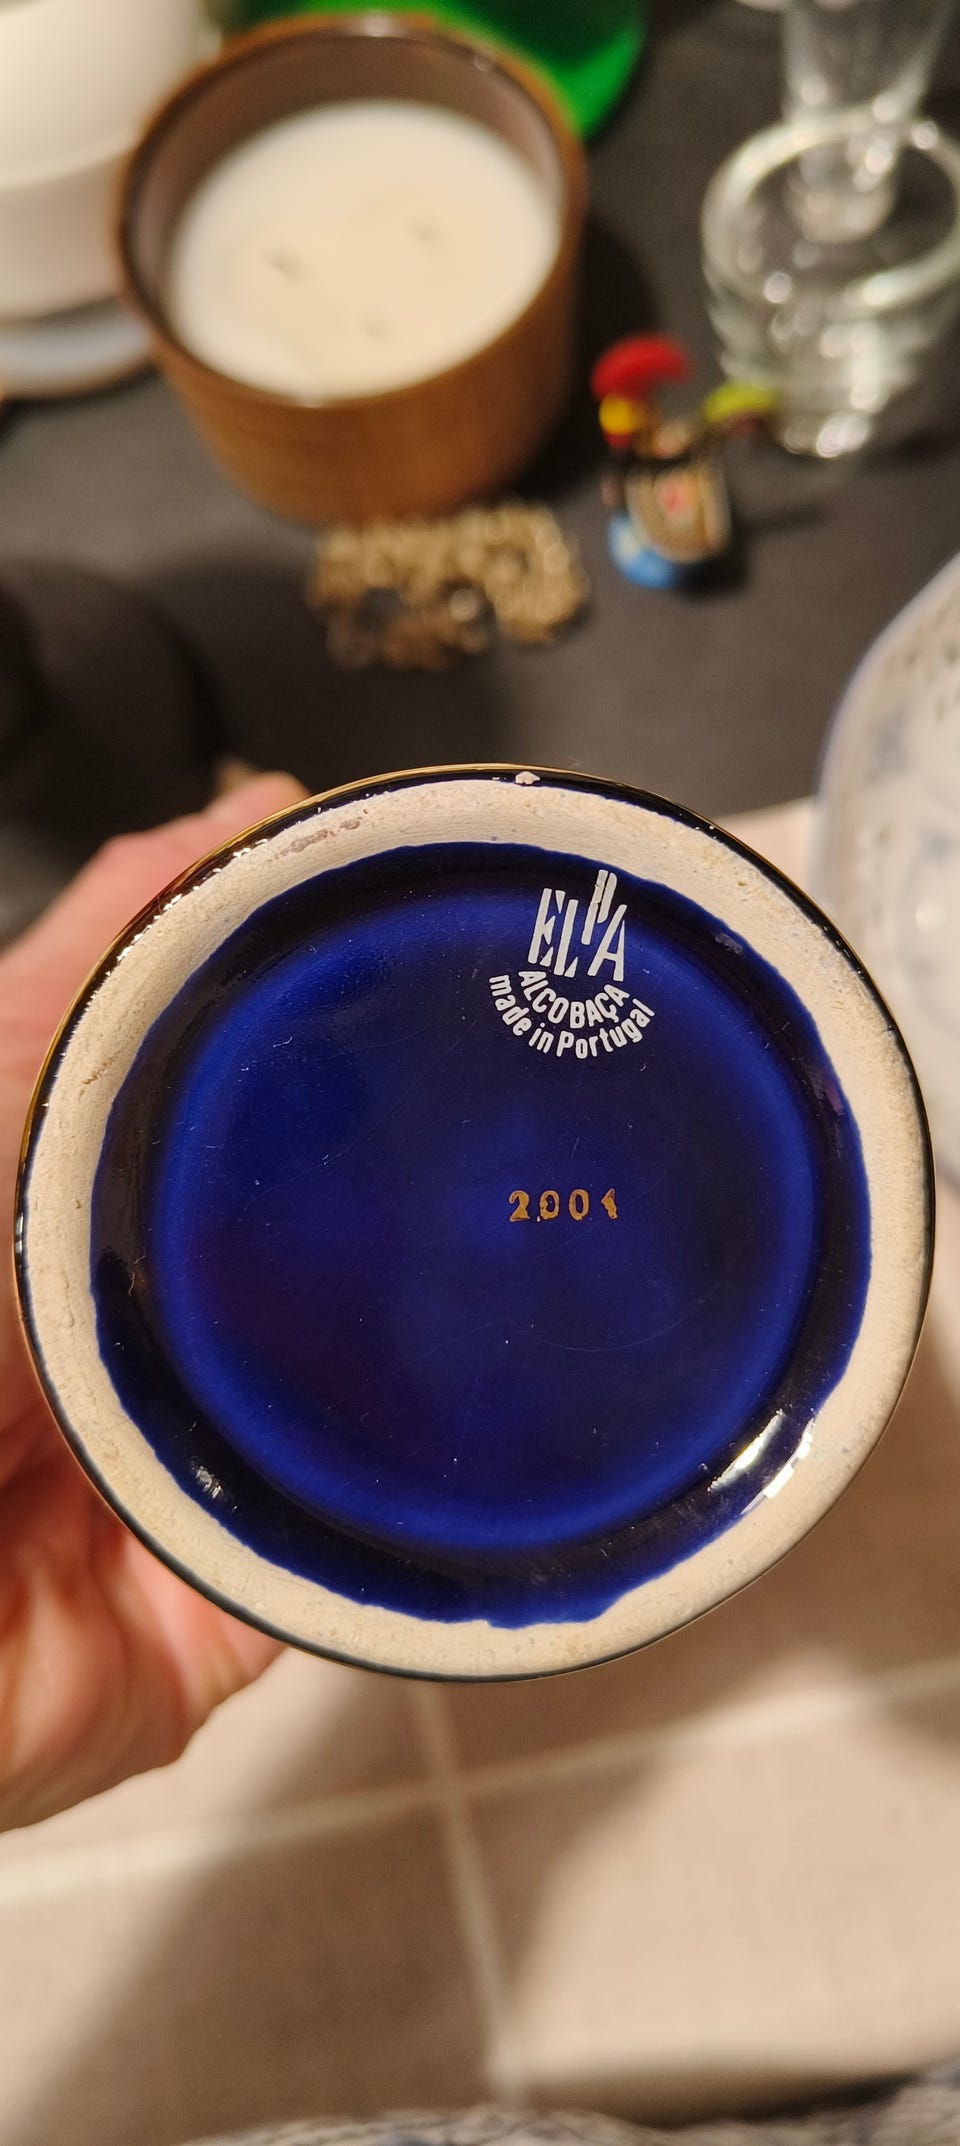 ELPA
ALCOBAÇA
made in Portugal
2001